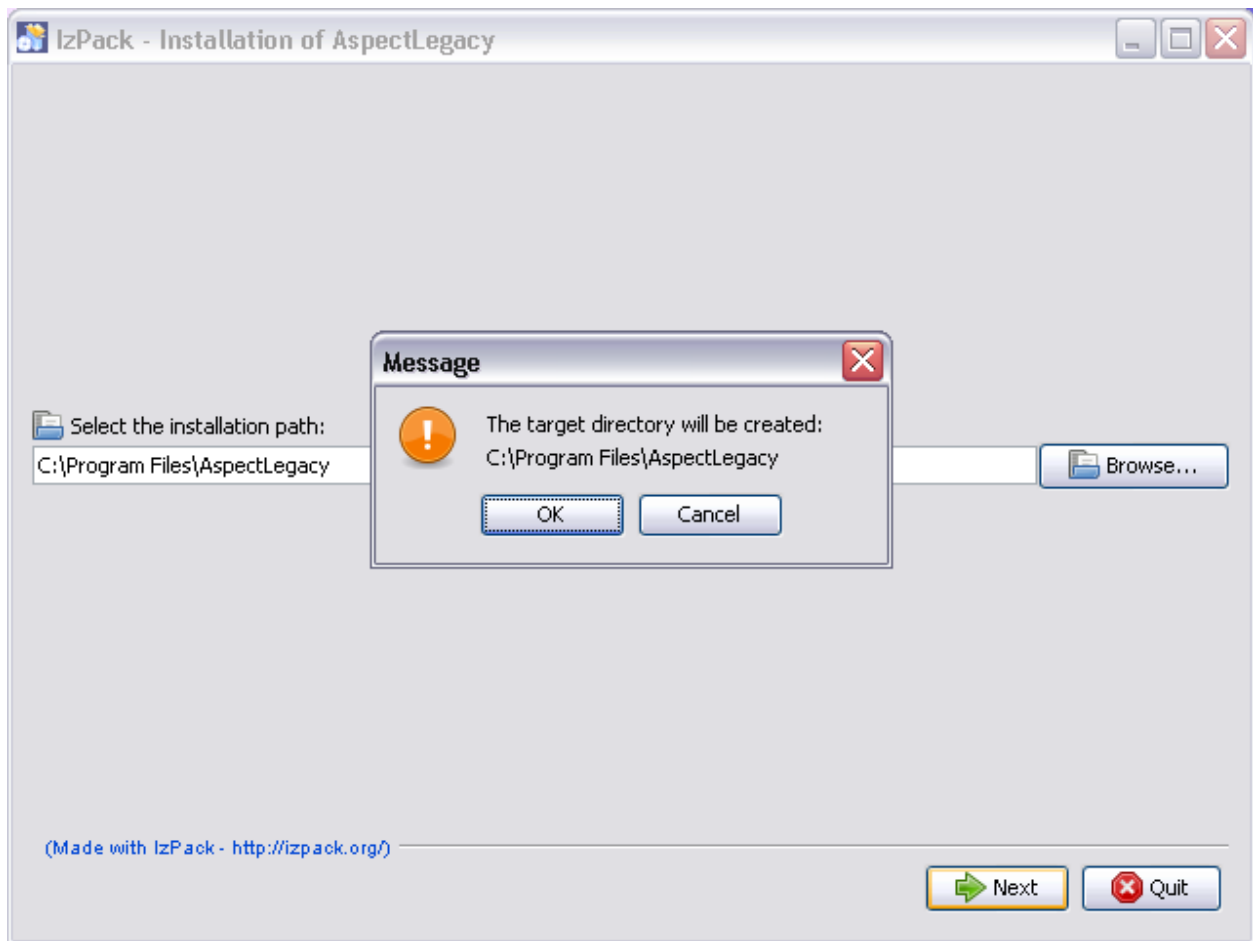 IzPack - Installation of AspectLegacy
Message
The target directory will be created:
C:\Program Files\AspectLegacy
OK
Cancel
Select the installation path:
C:\Program Files\AspectLegacy
Browse...
(Made with IzPack - http://izpack.org/)
Next
Quit